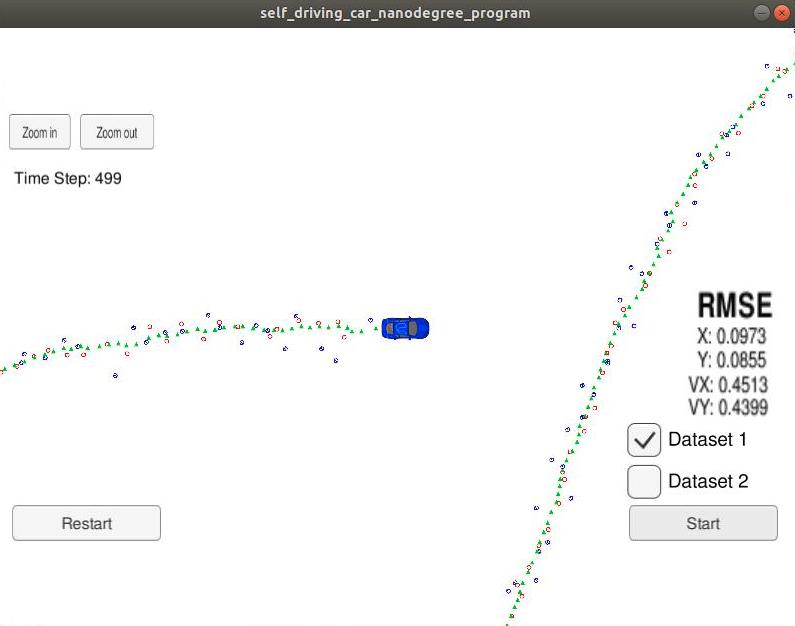 self_driving_car_nanodegree_program
Zoom in
Zoom out
Time Step: 499
RMSE
X: 0.0973
Y: 0.0855
VX: 0.4513
VY: 0.4399
Dataset 1
Dataset 2
Restart
Start